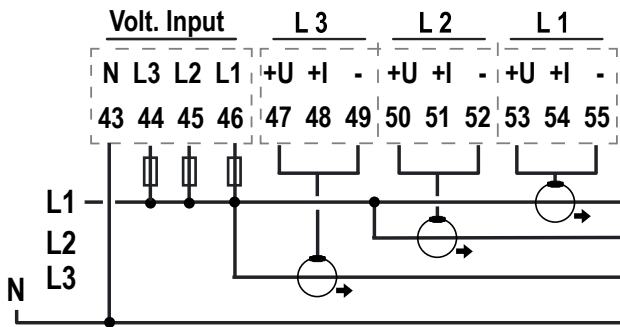 Volt. Input L 3 L 2 L 1
N L3 L2 L1 +U +I - +U +I - +U +I -
43 44 45 46 47 48 49 50 51 52 53 54 55
L1
L2
L3
N